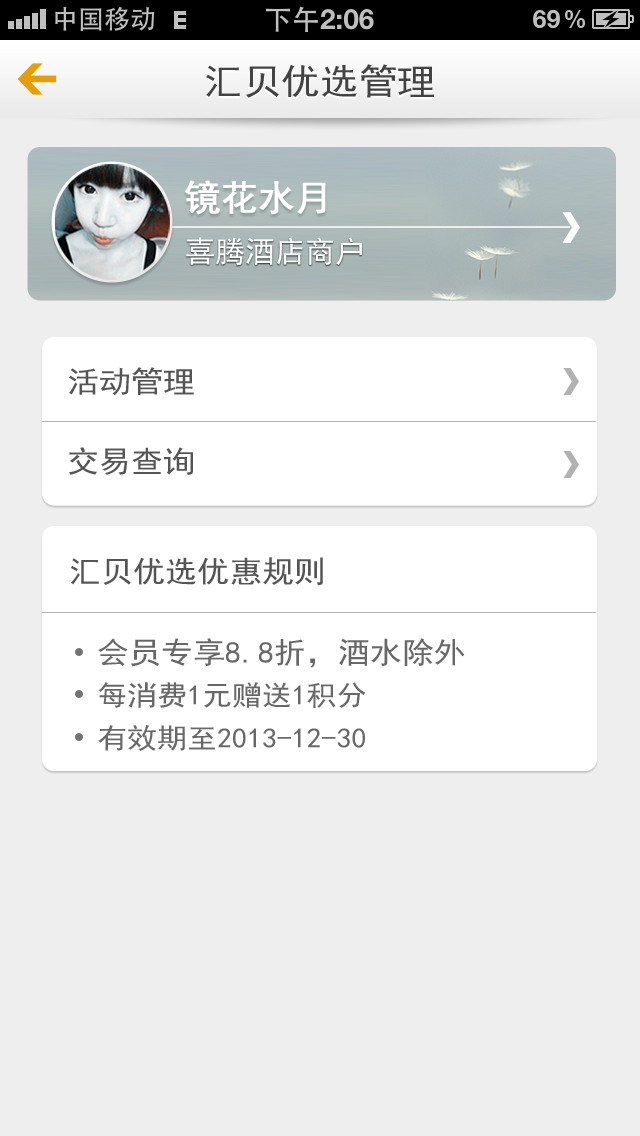 中国移动 E 下午2:06 69%
汇贝优选管理
镜花水月
喜腾酒店商户
活动管理
交易查询
汇贝优选优惠规则
• 会员专享8.8折，酒水除外
• 每消费1元赠送1积分
• 有效期至2013-12-30